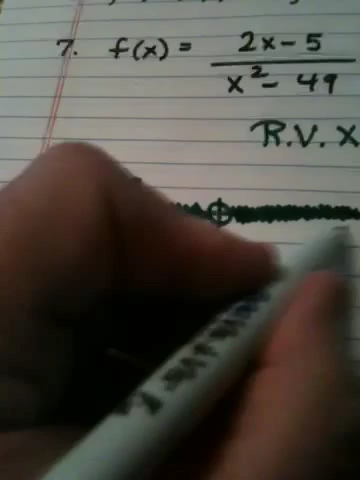 7. f(x) = 2x - 5
x² - 49
R.V. X